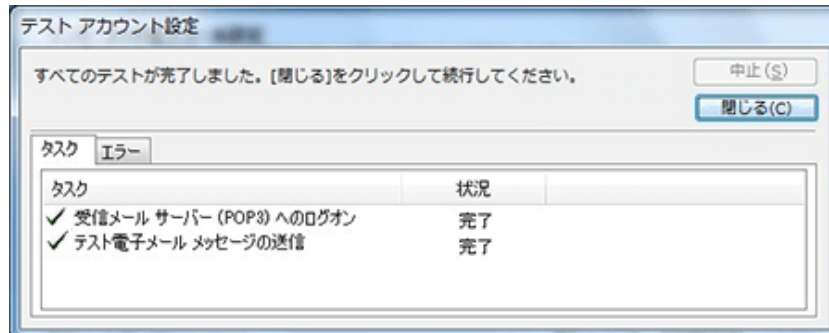 テスト アカウント設定
すべてのテストが完了しました。[閉じる]をクリックして続行してください。
中止(S)
閉じる(C)
タスク エラー
タスク 状況
受信メール サーバー (POP3) へのログオン 完了
テスト電子メール メッセージの送信 完了